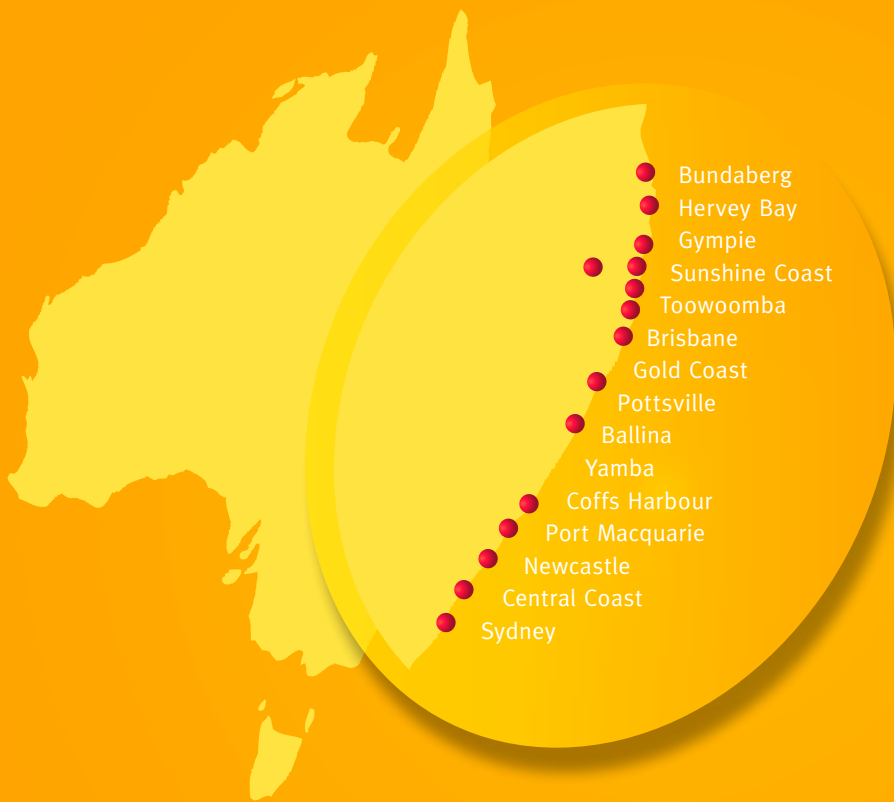 Bundaberg
Hervey Bay
Gympie
Sunshine Coast
Toowoomba
Brisbane
Gold Coast
Pottsville
Ballina
Yamba
Coffs Harbour
Port Macquarie
Newcastle
Central Coast
Sydney